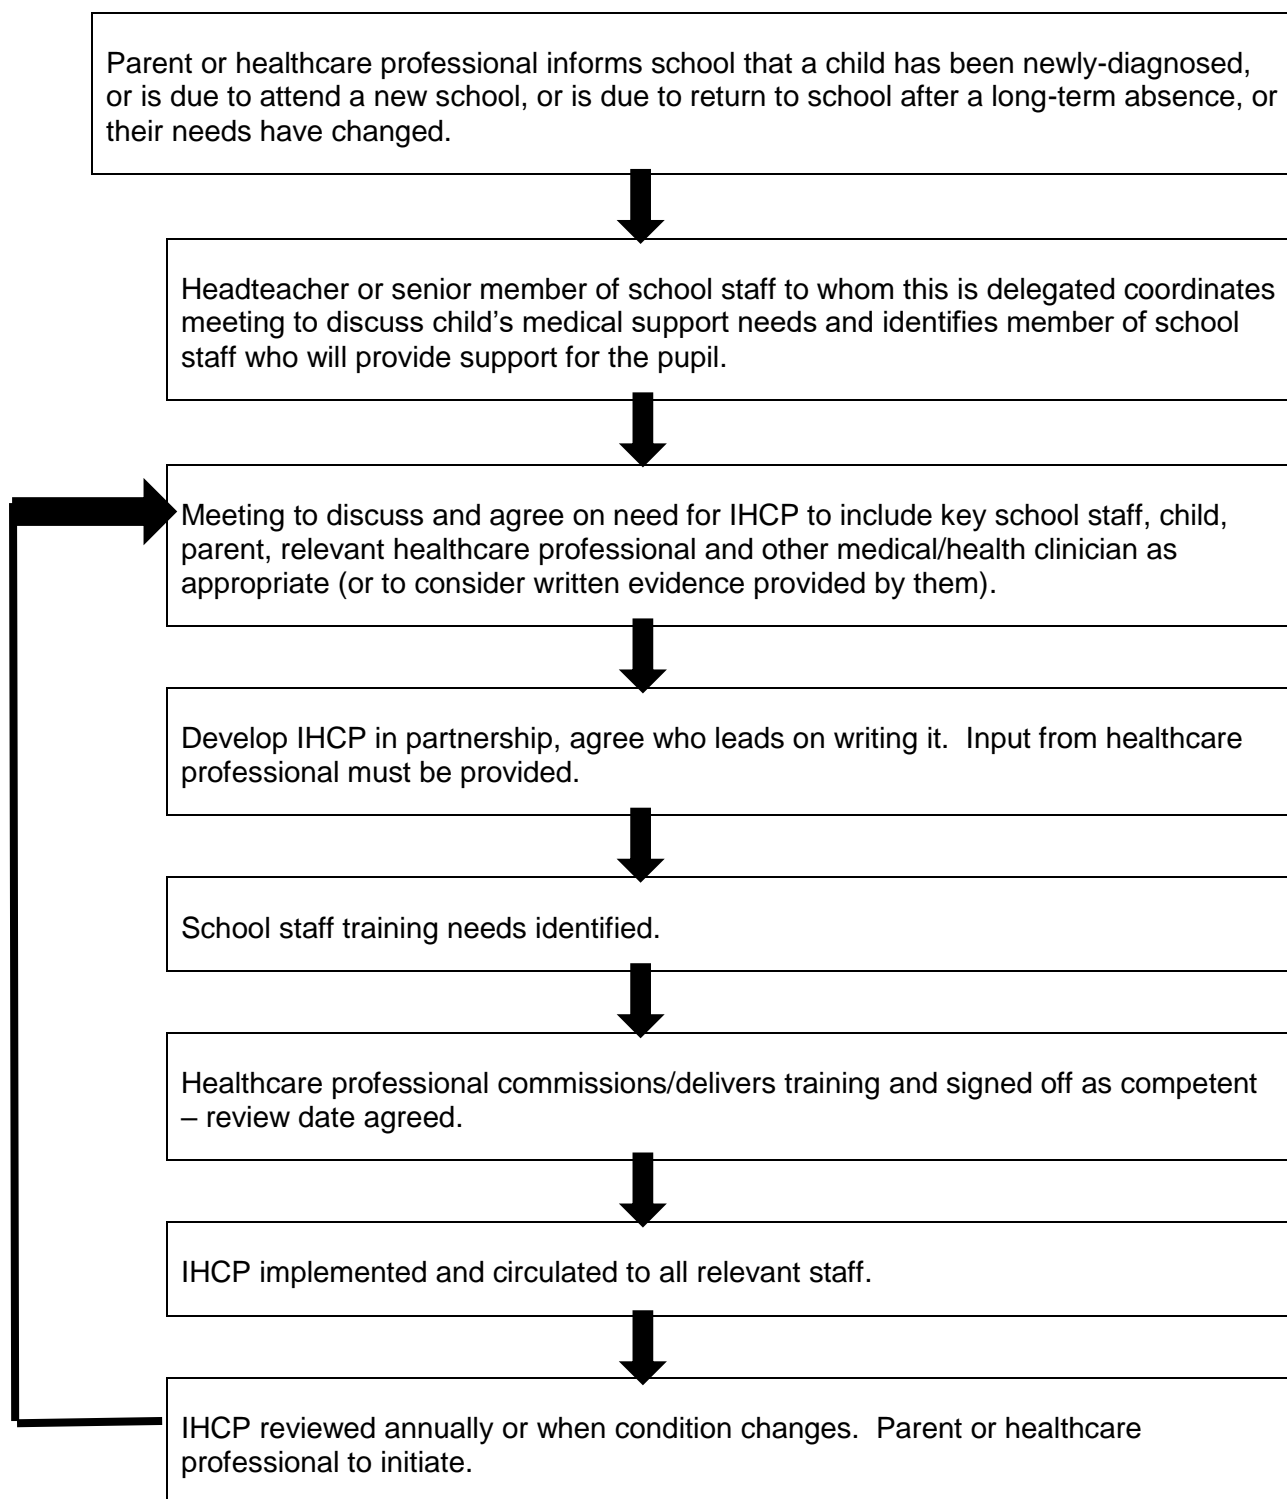 Parent or healthcare professional informs school that a child has been newly-diagnosed,
or is due to attend a new school, or is due to return to school after a long-term absence, or
their needs have changed.
Headteacher or senior member of school staff to whom this is delegated coordinates
meeting to discuss child’s medical support needs and identifies member of school
staff who will provide support for the pupil.
Meeting to discuss and agree on need for IHCP to include key school staff, child,
parent, relevant healthcare professional and other medical/health clinician as
appropriate (or to consider written evidence provided by them).
Develop IHCP in partnership, agree who leads on writing it.  Input from healthcare
professional must be provided.
School staff training needs identified.
Healthcare professional commissions/delivers training and signed off as competent
– review date agreed.
IHCP implemented and circulated to all relevant staff.
IHCP reviewed annually or when condition changes.  Parent or healthcare
professional to initiate.